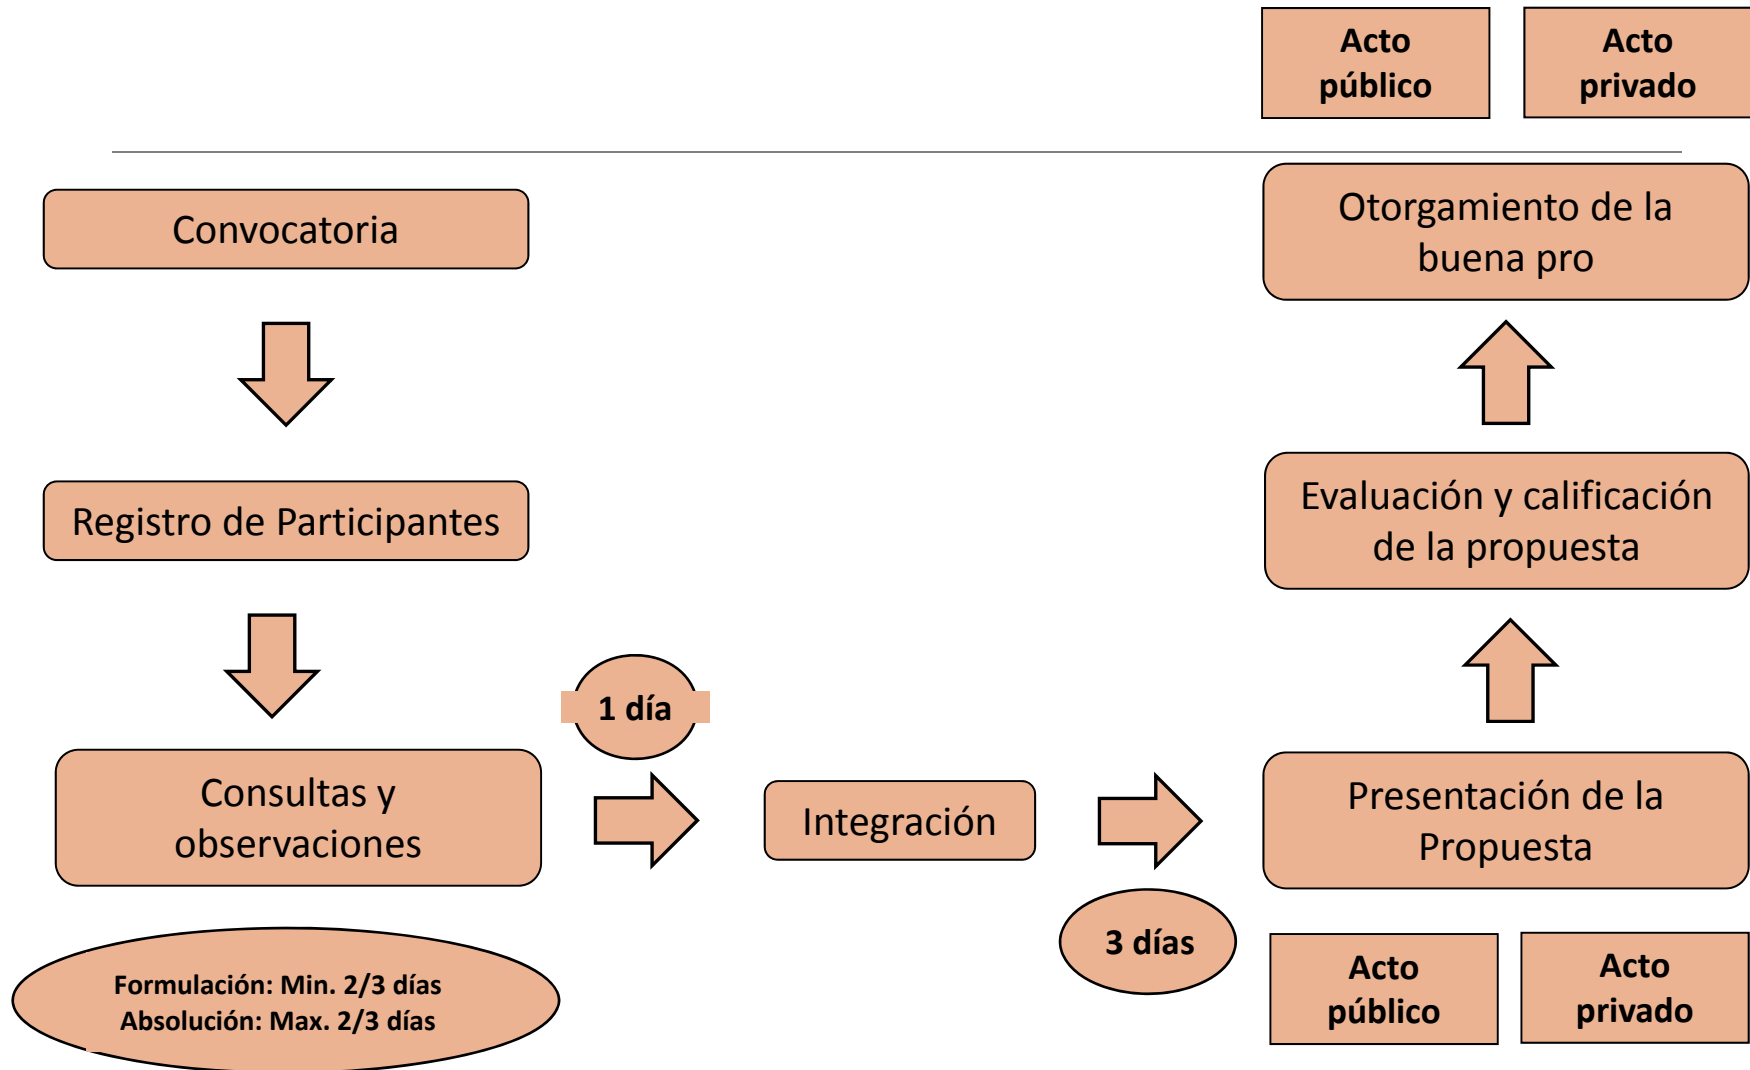 Acto
público
Acto
privado
Convocatoria
Otorgamiento de la
buena pro
Registro de Participantes
Evaluación y calificación
de la propuesta
1 día
Consultas y
observaciones
Integración
Presentación de la
Propuesta
3 días
Formulación: Min. 2/3 días
Absolución: Max. 2/3 días
Acto
público
Acto
privado